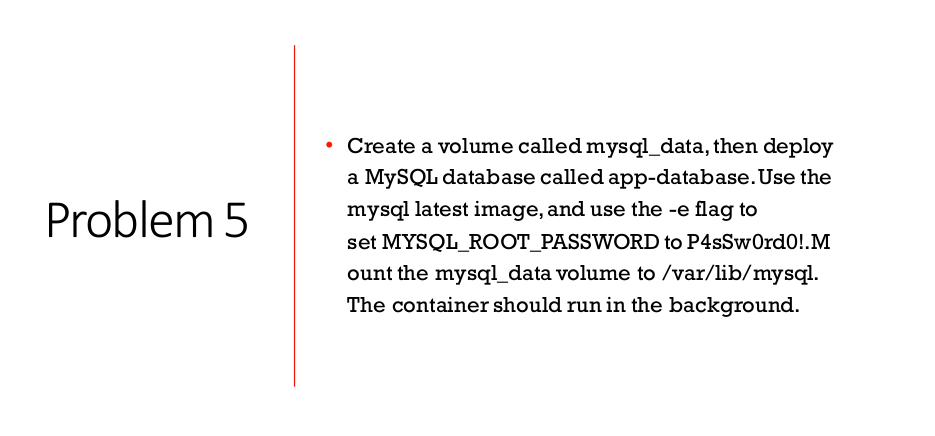 Problem 5
• Create a volume called mysql_data, then deploy
a MySQL database called app-database. Use the
mysql latest image, and use the -e flag to
set MYSQL_ROOT_PASSWORD to P4sSw0rd0!. M
ount the mysql_data volume to /var/lib/mysql.
The container should run in the background.